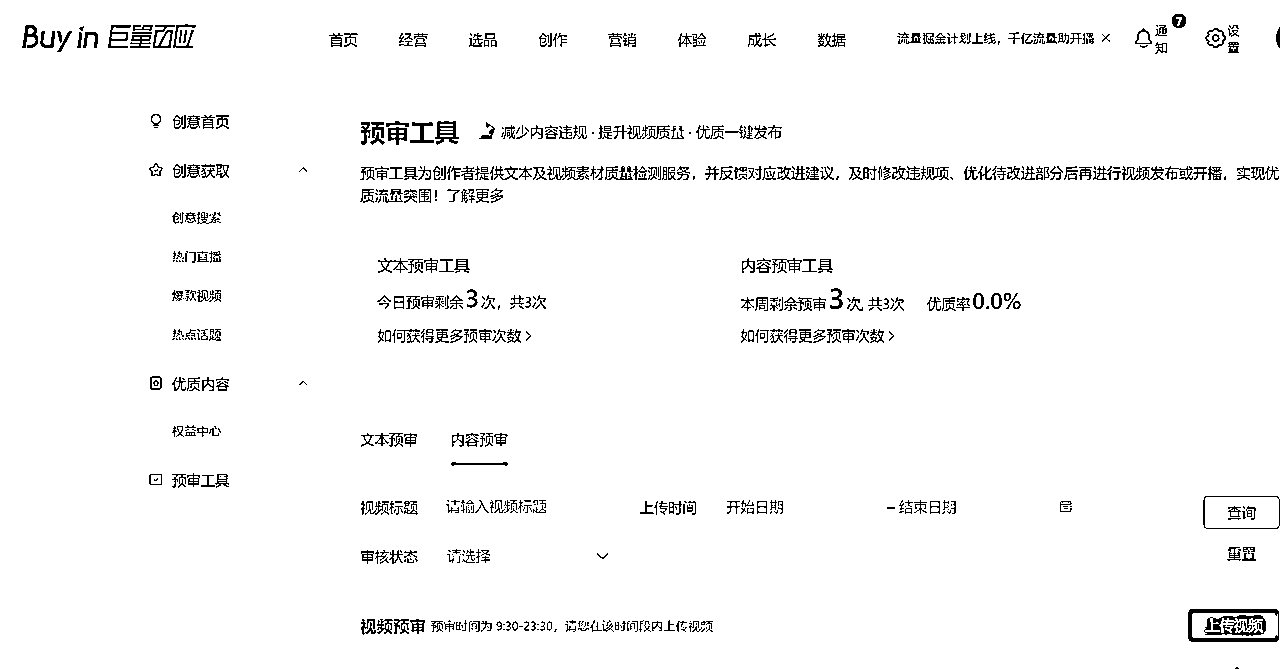 Buy in 巨量百应
首页 经营 选品 创作 营销 体验 成长 数据
流量掘金计划上线，千亿流量助开播 ×
通知
7
设置
创意首页
创意获取
创意搜索
热门直播
爆款视频
热点话题
优质内容
权益中心
预审工具
预审工具 减少内容违规 · 提升视频质量 · 优质一键发布
预审工具为创作者提供文本及视频素材质量检测服务，并反馈对应改进建议，及时修改违规项、优化待改进部分后再进行视频发布或开播，实现优
质流量突围！了解更多
文本预审工具
今日预审剩余3次，共3次
如何获得更多预审次数 >
内容预审工具
本周剩余预审3次, 共3次 优质率0.0%
如何获得更多预审次数 >
文本预审 内容预审
视频标题 请输入视频标题 上传时间 开始日期 – 结束日期 查询
审核状态 请选择 重置
视频预审 预审时间为 9:30-23:30，请您在该时间段内上传视频 上传视频